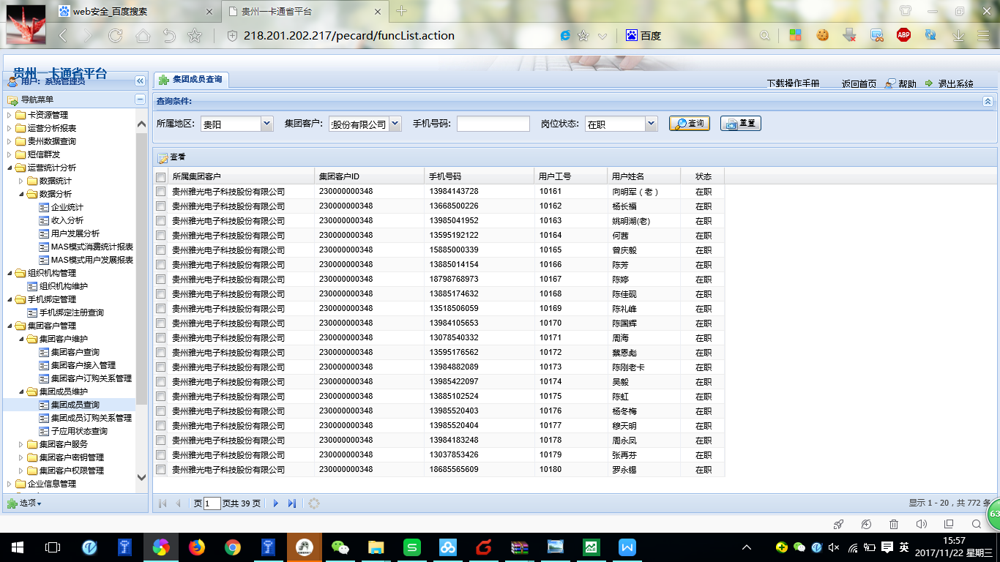 web安全_百度搜索
贵州一卡通省平台
218.201.202.217/pecard/funcList.action
百度
ABP
贵州一卡通省平台
用户: 系统管理员
导航菜单
卡资源管理
运营分析报表
贵州数据查询
短信群发
运营统计分析
数据统计
数据分析
企业统计
收入分析
用户发展分析
MAS模式消费统计报表
MAS模式用户发展报表
组织机构管理
组织机构维护
手机绑定管理
手机绑定注册查询
集团客户管理
集团客户维护
集团客户查询
集团客户接入管理
集团客户订购关系管理
集团成员维护
集团成员查询
集团成员订购关系管理
子应用状态查询
集团客户服务
集团客户密钥管理
集团客户权限管理
企业信息管理
选项
集团成员查询
下载操作手册 返回首页 帮助 退出系统
查询条件:
所属地区: 贵阳 集团客户: 股份有限公司 手机号码: 岗位状态: 在职 查询 重置
查看
所属集团客户 集团客户ID 手机号码 用户工号 用户姓名 状态
贵州雅光电子科技股份有限公司 230000000348 13984143728 10161 向明军（老） 在职
贵州雅光电子科技股份有限公司 230000000348 13668500226 10162 杨长福 在职
贵州雅光电子科技股份有限公司 230000000348 13985041952 10163 姚明湖(老) 在职
贵州雅光电子科技股份有限公司 230000000348 13595192122 10164 何茜 在职
贵州雅光电子科技股份有限公司 230000000348 15885000339 10165 曾庆毅 在职
贵州雅光电子科技股份有限公司 230000000348 13885014154 10166 陈芳 在职
贵州雅光电子科技股份有限公司 230000000348 18798768973 10167 陈婷 在职
贵州雅光电子科技股份有限公司 230000000348 13885174632 10168 陈佳砚 在职
贵州雅光电子科技股份有限公司 230000000348 13518506059 10169 陈礼峰 在职
贵州雅光电子科技股份有限公司 230000000348 13984105653 10170 陈国辉 在职
贵州雅光电子科技股份有限公司 230000000348 13078540332 10171 周海 在职
贵州雅光电子科技股份有限公司 230000000348 13595176562 10172 蔡恩彪 在职
贵州雅光电子科技股份有限公司 230000000348 13984882089 10173 陈刚老卡 在职
贵州雅光电子科技股份有限公司 230000000348 13985422097 10174 吴毅 在职
贵州雅光电子科技股份有限公司 230000000348 13885102524 10175 陈虹 在职
贵州雅光电子科技股份有限公司 230000000348 13985520403 10176 杨冬梅 在职
贵州雅光电子科技股份有限公司 230000000348 13985520404 10177 穆天明 在职
贵州雅光电子科技股份有限公司 230000000348 13984183248 10178 周永凤 在职
贵州雅光电子科技股份有限公司 230000000348 13037853426 10179 张再芬 在职
贵州雅光电子科技股份有限公司 230000000348 18685565609 10180 罗永锡 在职
页 1 页共 39 页
显示 1 - 20，共 772 条
63
英
15:57
2017/11/22 星期三